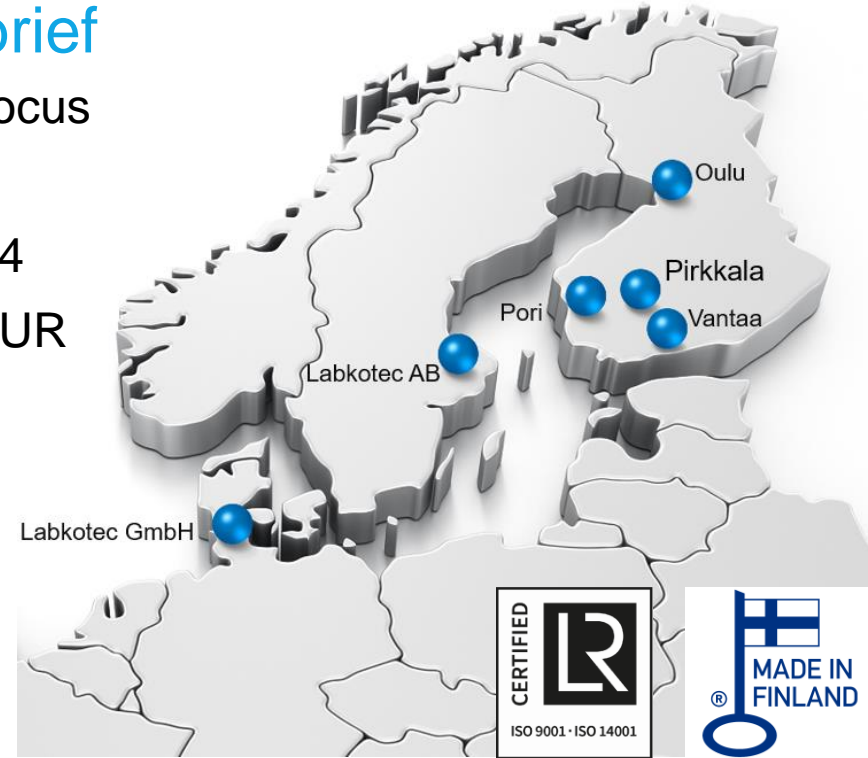 brief
ocus
4
UR
Oulu
Pirkkala
Pori
Vantaa
Labkotec AB
Labkotec GmbH
CERTIFIED
LR
ISO 9001 · ISO 14001
® MADE IN
FINLAND